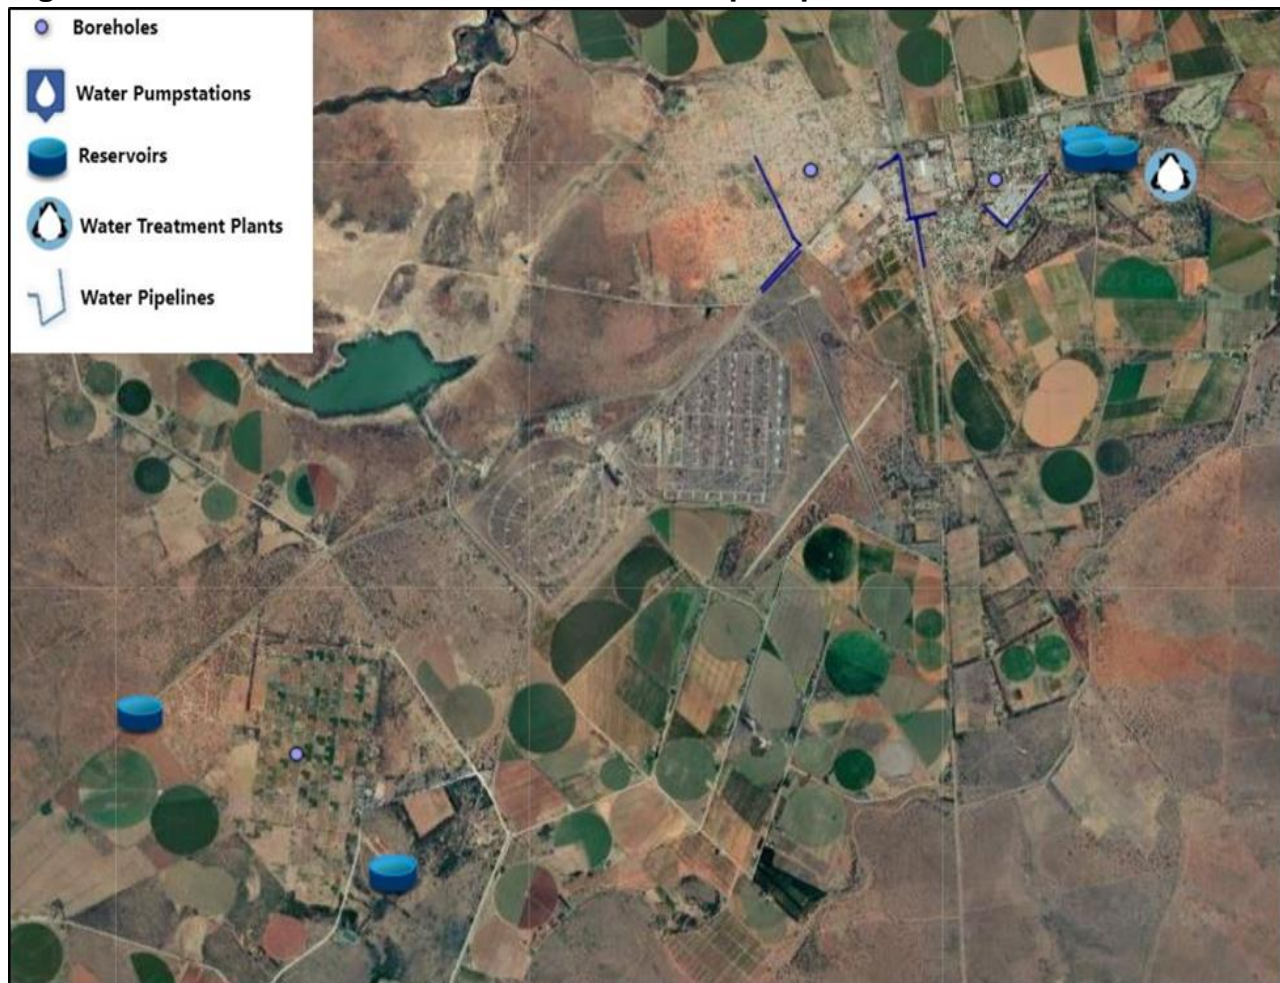 Boreholes
Water Pumpstations
Reservoirs
Water Treatment Plants
Water Pipelines